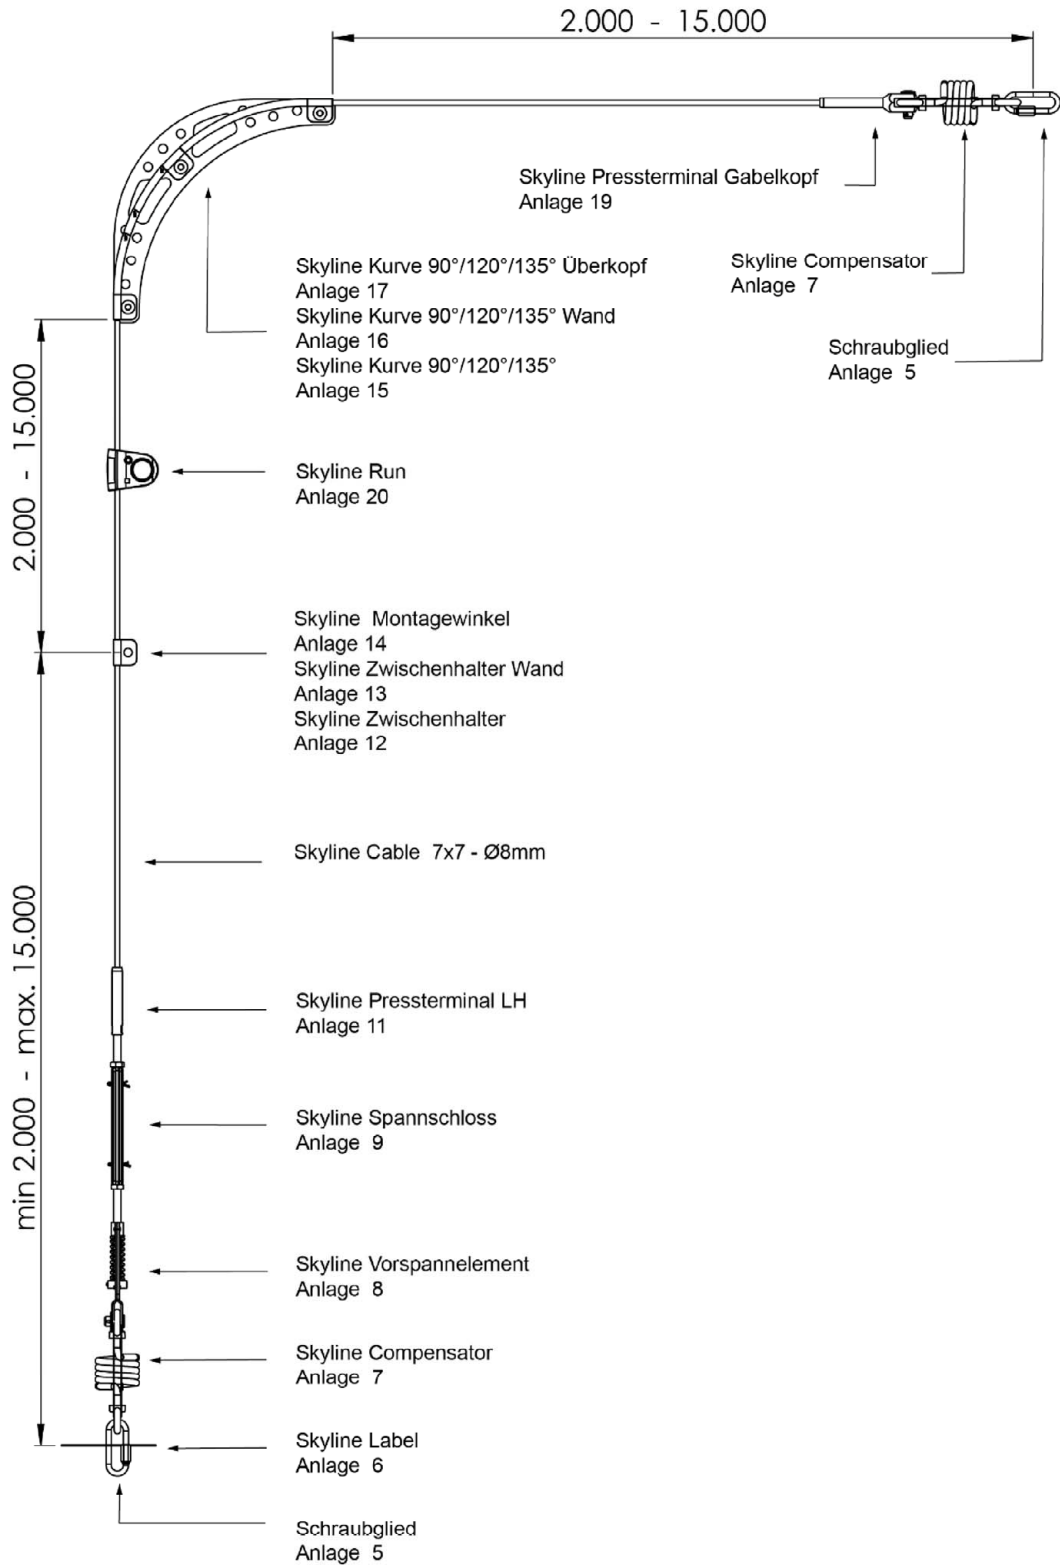 2.000 - 15.000
Skyline Pressterminal Gabelkopf
Anlage 19
Skyline Compensator
Anlage 7
Schraubglied
Anlage 5
Skyline Kurve 90°/120°/135° Überkopf
Anlage 17
Skyline Kurve 90°/120°/135° Wand
Anlage 16
Skyline Kurve 90°/120°/135°
Anlage 15
2.000 - 15.000
Skyline Run
Anlage 20
Skyline Montagewinkel
Anlage 14
Skyline Zwischenhalter Wand
Anlage 13
Skyline Zwischenhalter
Anlage 12
Skyline Cable 7x7 - Ø8mm
min 2.000 - max. 15.000
Skyline Pressterminal LH
Anlage 11
Skyline Spannschloss
Anlage 9
Skyline Vorspannelement
Anlage 8
Skyline Compensator
Anlage 7
Skyline Label
Anlage 6
Schraubglied
Anlage 5